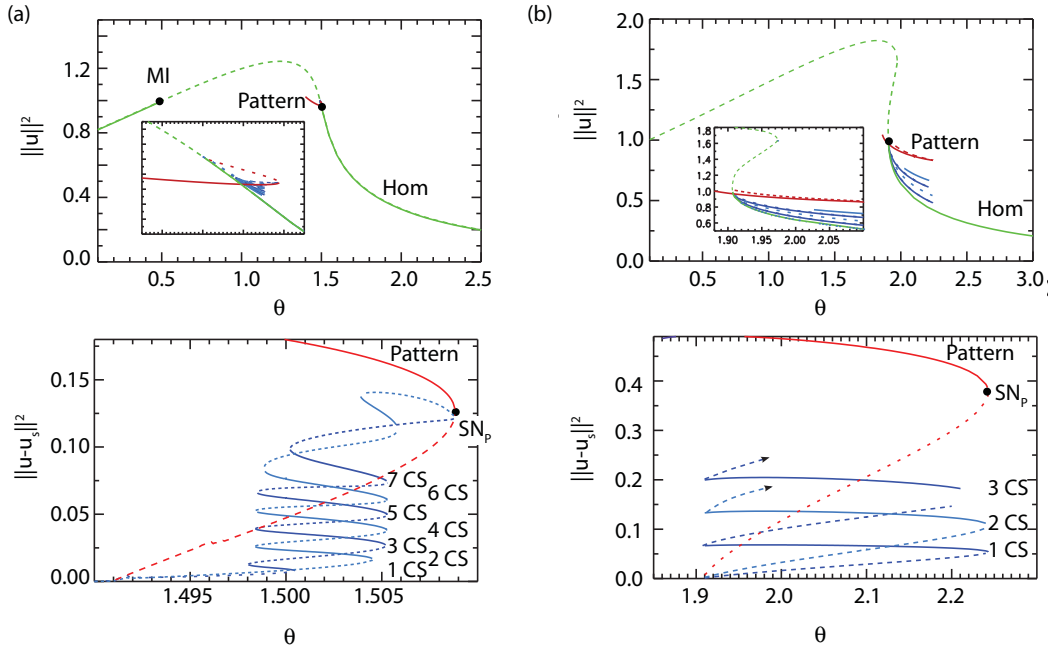 (a)
1.2
0.8
0.4
0.0
||u||²
MI
Pattern
Hom
0.5
1.0
1.5
2.0
2.5
θ
(b)
2.0
1.5
1.0
0.5
0.0
||u||²
Pattern
Hom
1.8
1.6
1.4
1.2
1.0
0.8
0.6
1.90
1.95
2.00
2.05
0.5
1.0
1.5
2.0
2.5
3.0
θ
0.15
0.10
0.05
0.00
||u-uₛ||²
Pattern
SN_P
7 CS
6 CS
5 CS
4 CS
3 CS
2 CS
1 CS
1.495
1.500
1.505
θ
0.4
0.3
0.2
0.1
0.0
||u-uₛ||²
Pattern
SN_P
3 CS
2 CS
1 CS
1.9
2.0
2.1
2.2
θ